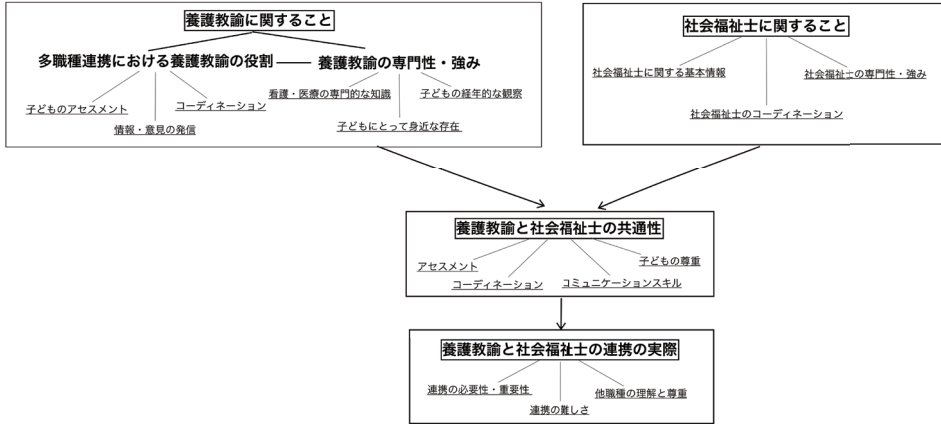 養護教諭に関すること
多職種連携における養護教諭の役割
養護教諭の専門性・強み
子どものアセスメント
情報・意見の発信
コーディネーション
看護・医療の専門的な知識
子どもにとって身近な存在
子どもの経年的な観察
社会福祉士に関すること
社会福祉士に関する基本情報
社会福祉士のコーディネーション
社会福祉士の専門性・強み
養護教諭と社会福祉士の共通性
アセスメント
コーディネーション
コミュニケーションスキル
子どもの尊重
養護教諭と社会福祉士の連携の実際
連携の必要性・重要性
連携の難しさ
他職種の理解と尊重